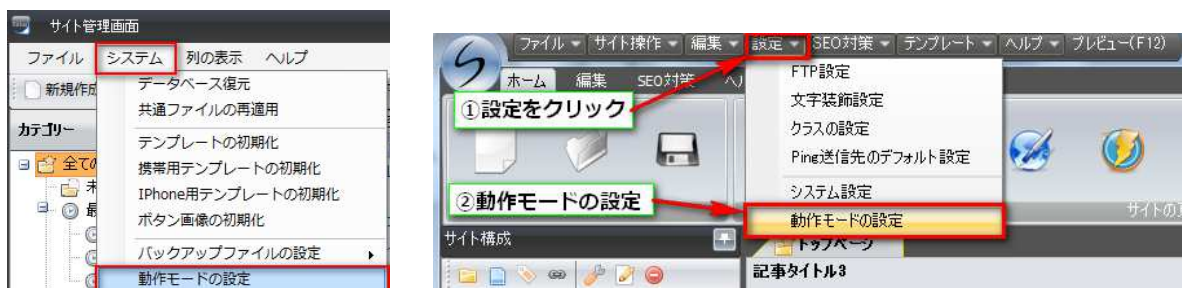 サイト管理画面
ファイル システム 列の表示 ヘルプ
新規作成
データベース復元
共通ファイルの再適用
テンプレートの初期化
携帯用テンプレートの初期化
IPhone用テンプレートの初期化
ボタン画像の初期化
バックアップファイルの設定
動作モードの設定
カテゴリー
全ての
ファイル サイト操作 編集 設定 SEO対策 テンプレート ヘルプ プレビュー(F12)
ホーム 編集 SEO対策
①設定をクリック
②動作モードの設定
FTP設定
文字装飾設定
クラスの設定
Ping送信先のデフォルト設定
システム設定
動作モードの設定
サイトの
サイト構成
トップページ
記事タイトル3